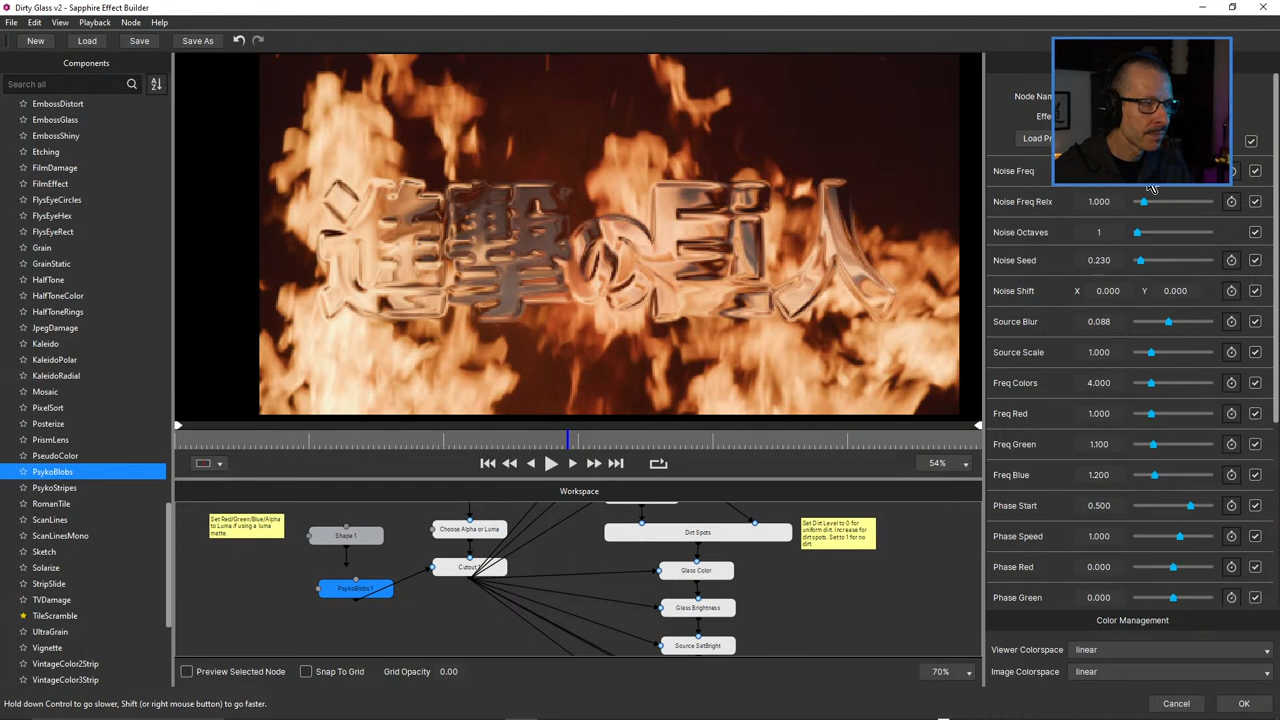 Dirty Glass v2 - Sapphire Effect Builder
File Edit View Playback Node Help
New Load Save Save As
Components
Search all
EmbossDistort
EmbossGlass
EmbossShiny
Etching
FilmDamage
FilmEffect
FlysEyeCircles
FlysEyeHex
FlysEyeRect
Grain
GrainStatic
HalfTone
HalfToneColor
HalfToneRings
JpegDamage
Kaleido
KaleidoPolar
KaleidoRadial
Mosaic
PixelSort
Posterize
PrismLens
PseudoColor
PsykoBlobs
PsykoStripes
RomanTile
ScanLines
ScanLinesMono
Sketch
Solarize
StripSlide
TVDamage
TileScramble
UltraGrain
Vignette
VintageColor2Strip
VintageColor3Strip
進撃のEi人
54%
Workspace
Set Red/Green/Blue/Alpha
to Luma if using a luma
matte.
Shape 1
PsykoBlobs 1
Choose Alpha or Luma
Dirt Spots
Glass Color
Glass Brightness
Source SatBright
Set Dirt Level to 0 for
uniform dirt. Increase for
dirt spots. Set to 1 for no
dirt.
Preview Selected Node Snap To Grid Grid Opacity 0.00 70%
Load
Noise Freq
Noise Freq Relx 1.000
Noise Octaves 1
Noise Seed 0.230
Noise Shift X 0.000 Y 0.000
Source Blur 0.088
Source Scale 1.000
Freq Colors 4.000
Freq Red 1.000
Freq Green 1.100
Freq Blue 1.200
Phase Start 0.500
Phase Speed 1.000
Phase Red 0.000
Phase Green 0.000
Color Management
Viewer Colorspace linear
Image Colorspace linear
Hold down Control to go slower, Shift (or right mouse button) to go faster.
Cancel OK